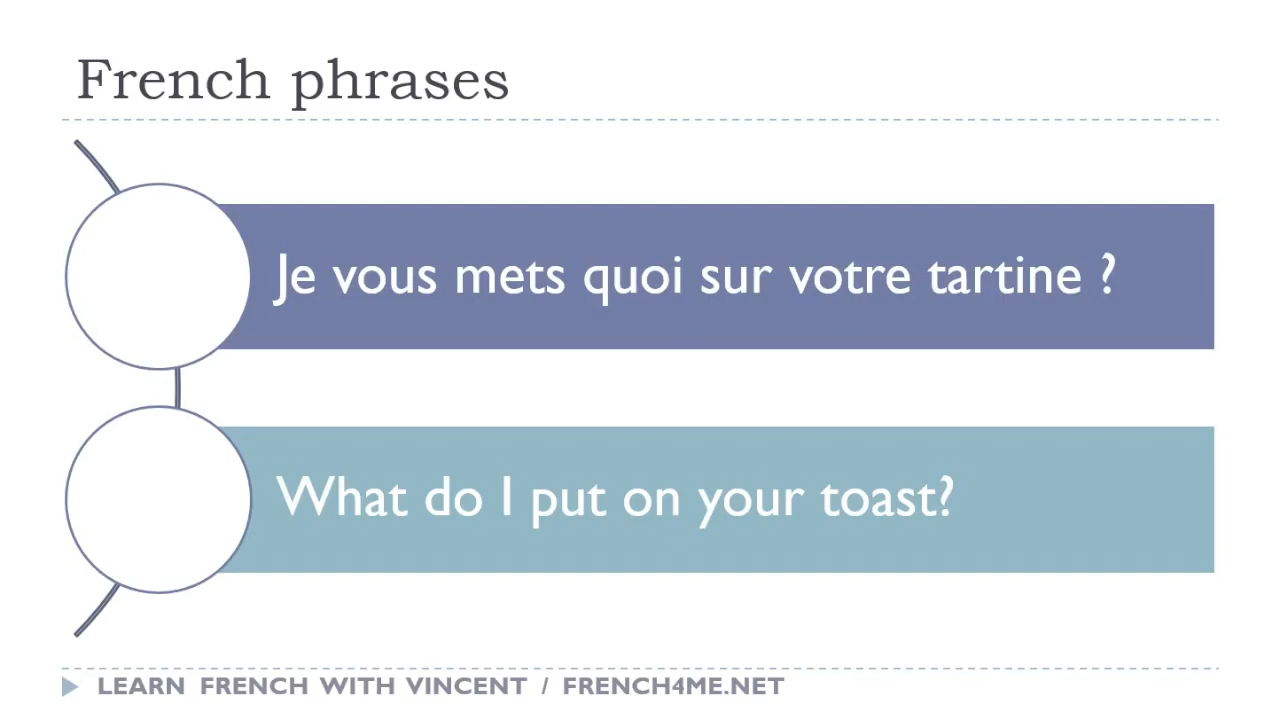 French phrases
Je vous mets quoi sur votre tartine ?
What do I put on your toast?
LEARN FRENCH WITH VINCENT / FRENCH4ME.NET